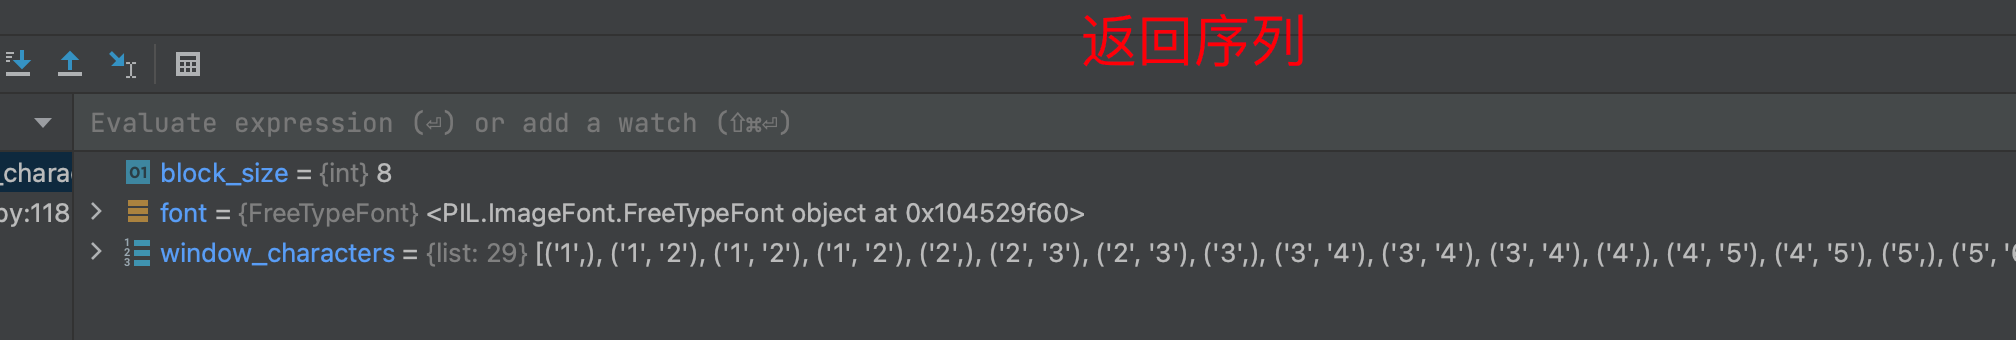 返回序列
Evaluate expression (⏎) or add a watch (⇧⌘⏎)
_chara
01 block_size = {int} 8
py:118
font = {FreeTypeFont} <PIL.ImageFont.FreeTypeFont object at 0x104529f60>
window_characters = {list: 29} [('1',), ('1', '2'), ('1', '2'), ('1', '2'), ('2',), ('2', '3'), ('2', '3'), ('3',), ('3', '4'), ('3', '4'), ('3', '4'), ('4',), ('4', '5'), ('4', '5'), ('5',), ('5', '